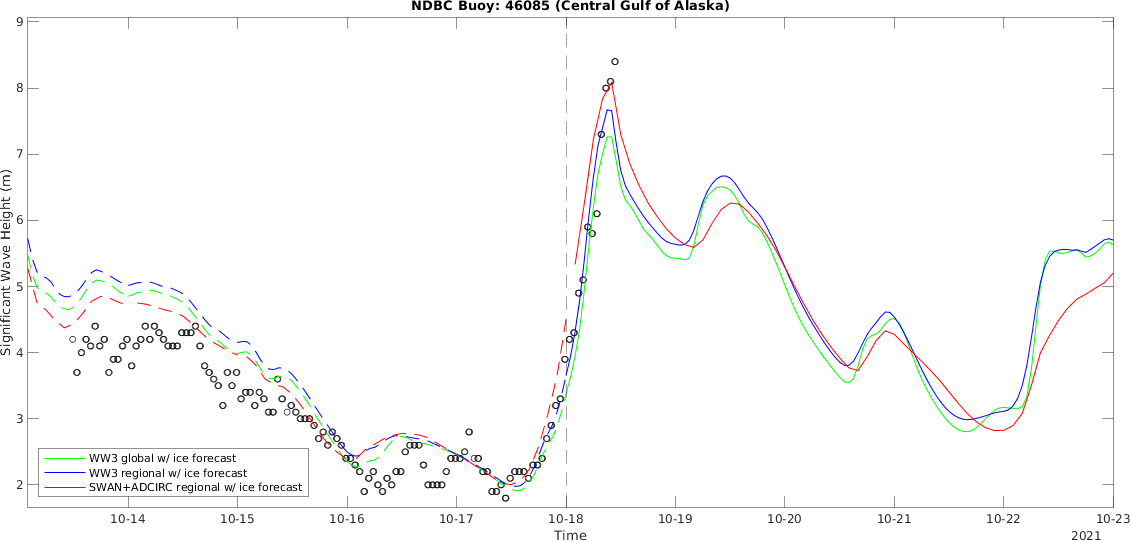 NDBC Buoy: 46085 (Central Gulf of Alaska)
9
8
7
6
5
4
3
2
Significant Wave Height (m)
WW3 global w/ ice forecast
WW3 regional w/ ice forecast
SWAN+ADCIRC regional w/ ice forecast
10-14 10-15 10-16 10-17 10-18 10-19 10-20 10-21 10-22 10-23
Time
2021